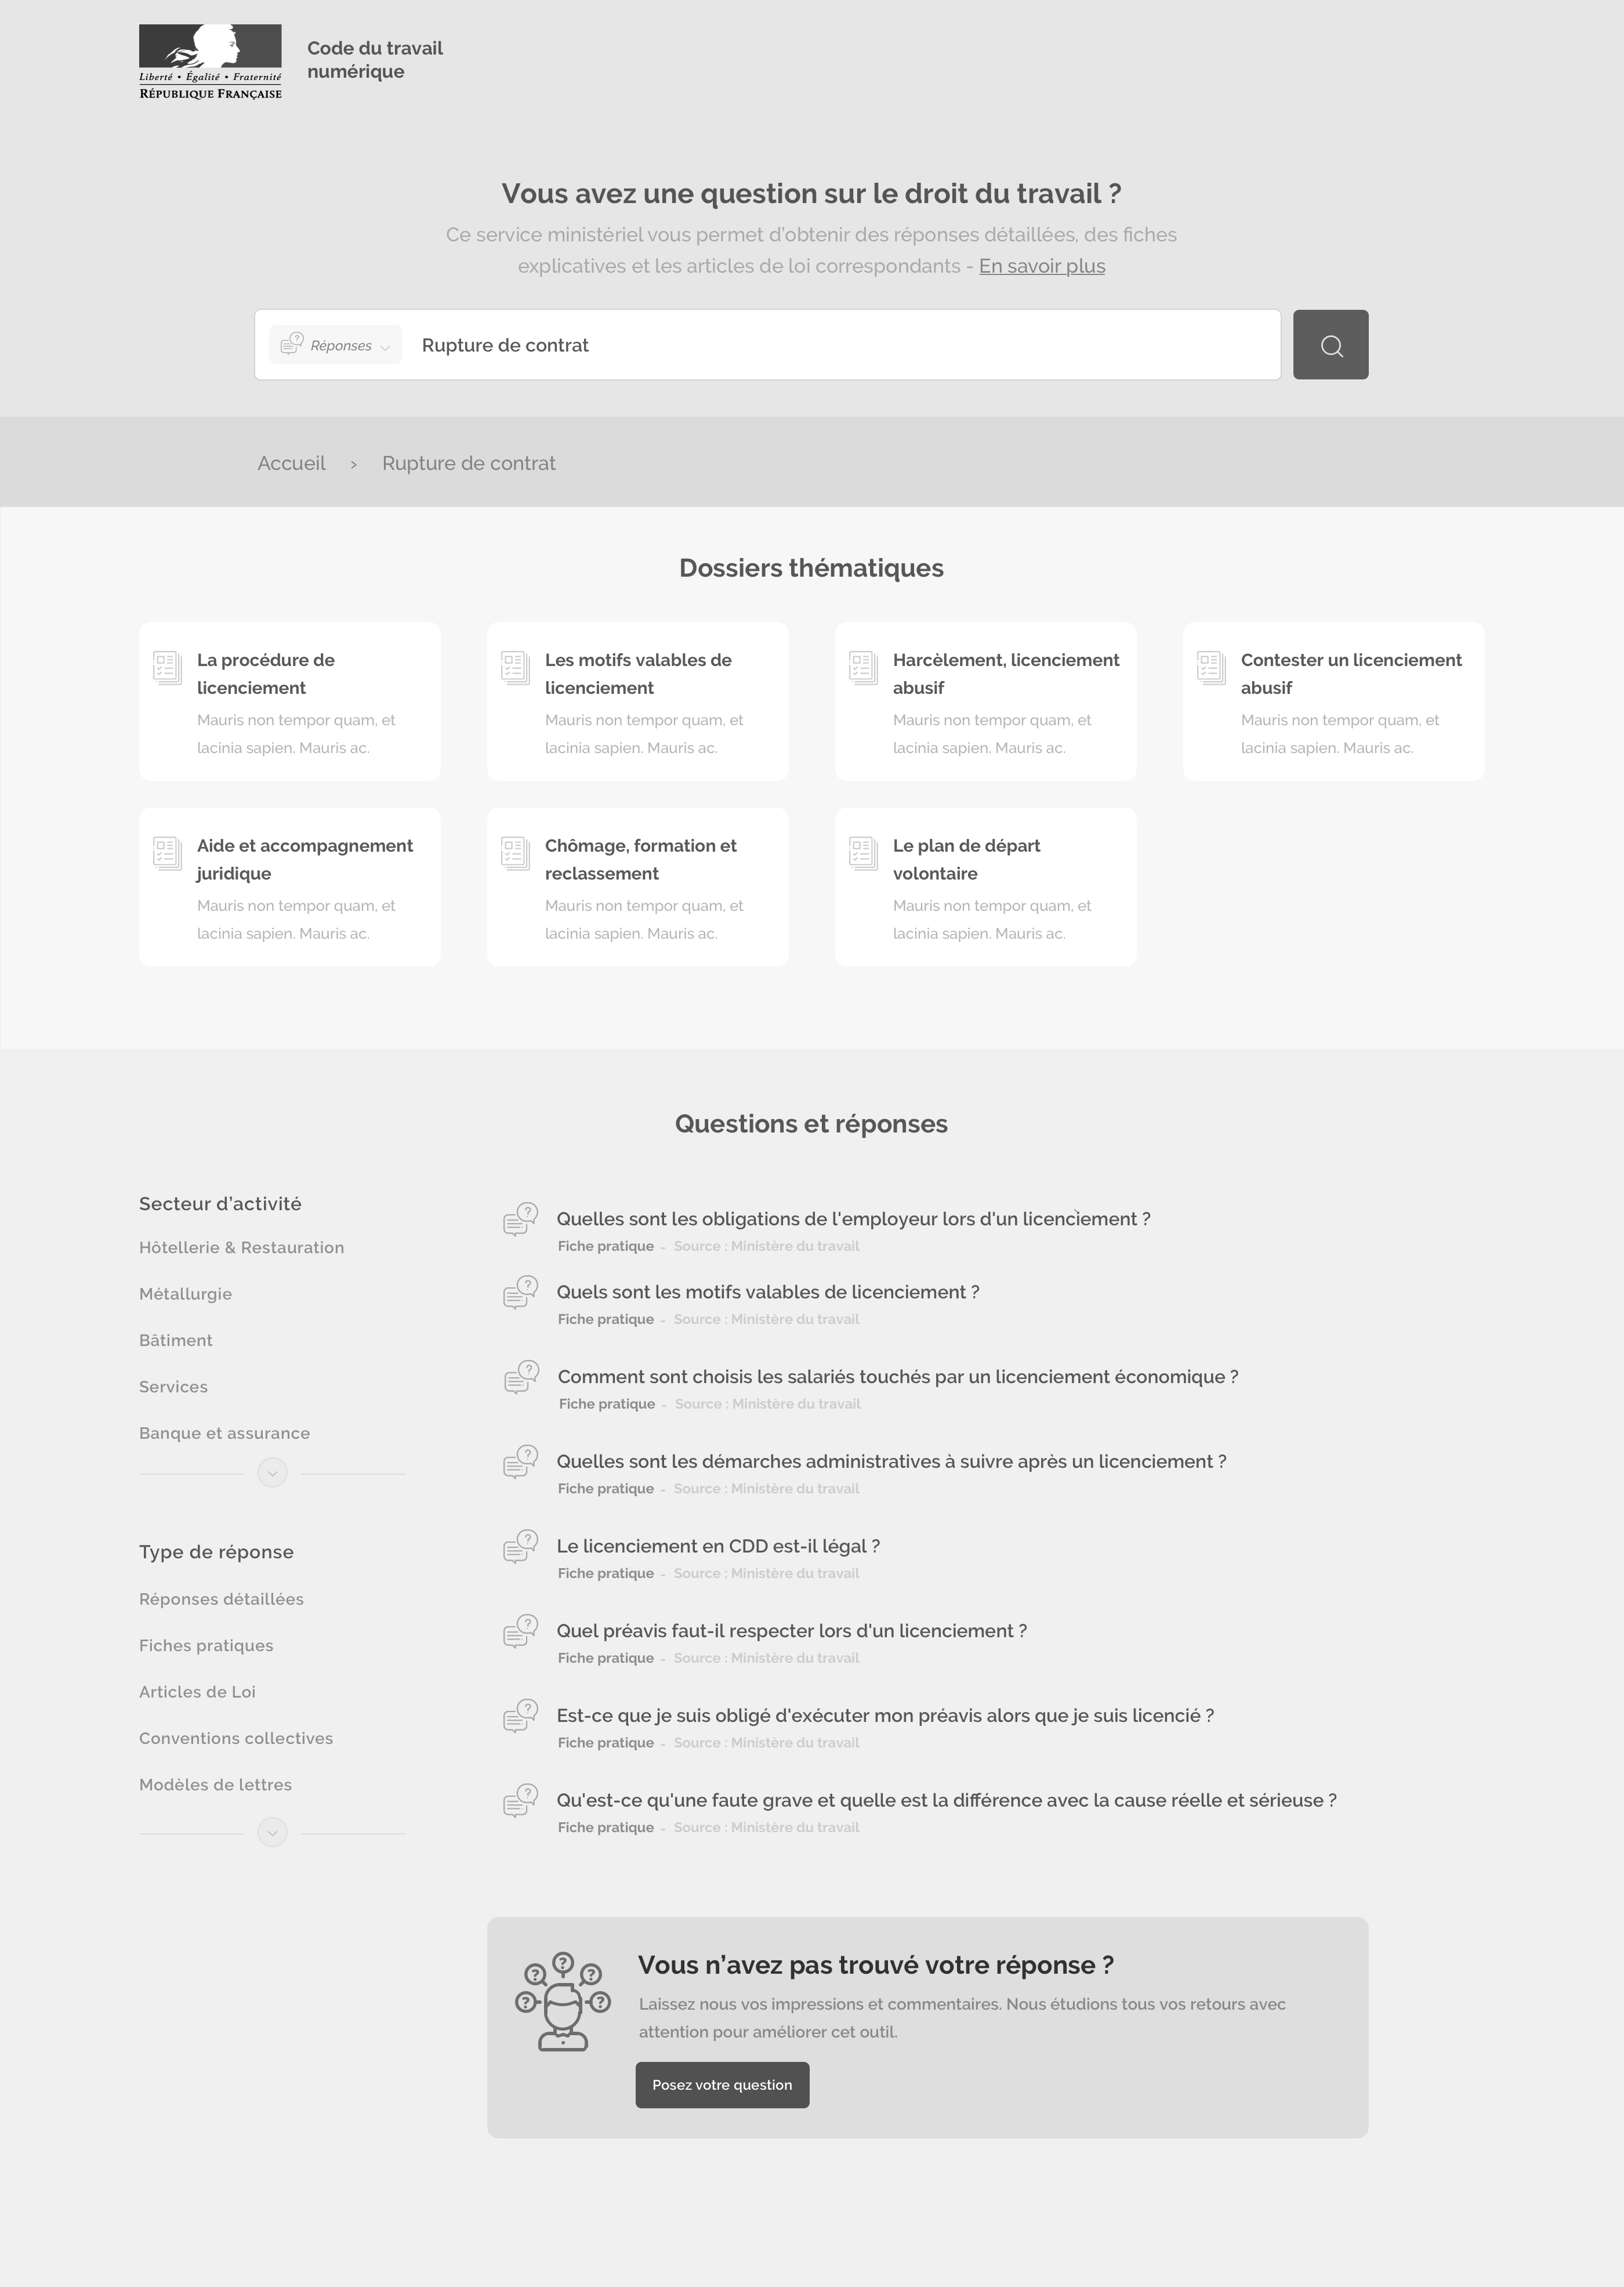 Liberté • Égalité • Fraternité
RÉPUBLIQUE FRANÇAISE
Code du travail
numérique
Vous avez une question sur le droit du travail ?
Ce service ministériel vous permet d’obtenir des réponses détaillées, des fiches
explicatives et les articles de loi correspondants - En savoir plus
Réponses
Rupture de contrat
Accueil > Rupture de contrat
Dossiers thématiques
La procédure de
licenciement
Mauris non tempor quam, et
lacinia sapien. Mauris ac.
Les motifs valables de
licenciement
Mauris non tempor quam, et
lacinia sapien. Mauris ac.
Harcèlement, licenciement
abusif
Mauris non tempor quam, et
lacinia sapien. Mauris ac.
Contester un licenciement
abusif
Mauris non tempor quam, et
lacinia sapien. Mauris ac.
Aide et accompagnement
juridique
Mauris non tempor quam, et
lacinia sapien. Mauris ac.
Chômage, formation et
reclassement
Mauris non tempor quam, et
lacinia sapien. Mauris ac.
Le plan de départ
volontaire
Mauris non tempor quam, et
lacinia sapien. Mauris ac.
Questions et réponses
Secteur d’activité
Hôtellerie & Restauration
Métallurgie
Bâtiment
Services
Banque et assurance
Type de réponse
Réponses détaillées
Fiches pratiques
Articles de Loi
Conventions collectives
Modèles de lettres
Quelles sont les obligations de l'employeur lors d'un licenciement ?
Fiche pratique - Source : Ministère du travail
Quels sont les motifs valables de licenciement ?
Fiche pratique - Source : Ministère du travail
Comment sont choisis les salariés touchés par un licenciement économique ?
Fiche pratique - Source : Ministère du travail
Quelles sont les démarches administratives à suivre après un licenciement ?
Fiche pratique - Source : Ministère du travail
Le licenciement en CDD est-il légal ?
Fiche pratique - Source : Ministère du travail
Quel préavis faut-il respecter lors d'un licenciement ?
Fiche pratique - Source : Ministère du travail
Est-ce que je suis obligé d'exécuter mon préavis alors que je suis licencié ?
Fiche pratique - Source : Ministère du travail
Qu'est-ce qu'une faute grave et quelle est la différence avec la cause réelle et sérieuse ?
Fiche pratique - Source : Ministère du travail
Vous n’avez pas trouvé votre réponse ?
Laissez nous vos impressions et commentaires. Nous étudions tous vos retours avec
attention pour améliorer cet outil.
Posez votre question